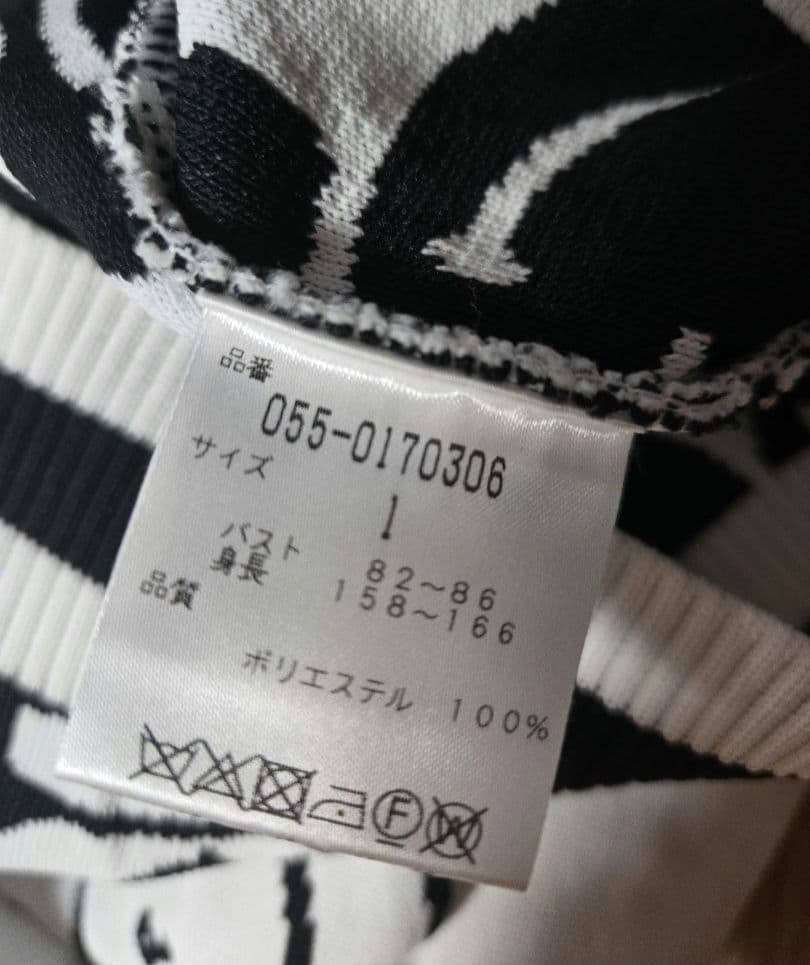 品番
055-0170306
サイズ
1
バスト 82～86
身長 158～166
品質
ポリエステル 100%
F W